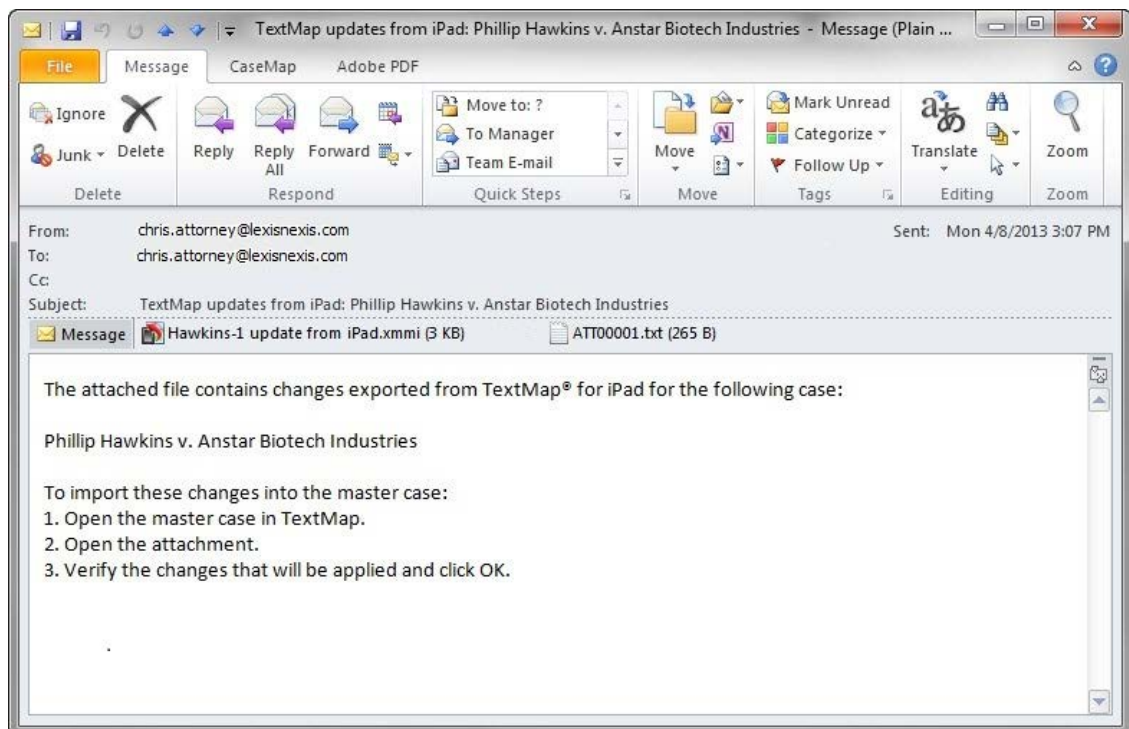 TextMap updates from iPad: Phillip Hawkins v. Anstar Biotech Industries - Message (Plain ...
File Message CaseMap Adobe PDF
Ignore
Junk
Delete
Reply
Reply All
Forward
Move to: ?
To Manager
Team E-mail
Move
Mark Unread
Categorize
Follow Up
Translate
Zoom
Delete Respond Quick Steps Move Tags Editing Zoom
From: chris.attorney@lexisnexis.com Sent: Mon 4/8/2013 3:07 PM
To: chris.attorney@lexisnexis.com
Cc:
Subject: TextMap updates from iPad: Phillip Hawkins v. Anstar Biotech Industries
Message Hawkins-1 update from iPad.xmmi (3 KB) ATT00001.txt (265 B)
The attached file contains changes exported from TextMap® for iPad for the following case:
Phillip Hawkins v. Anstar Biotech Industries
To import these changes into the master case:
1. Open the master case in TextMap.
2. Open the attachment.
3. Verify the changes that will be applied and click OK.
.